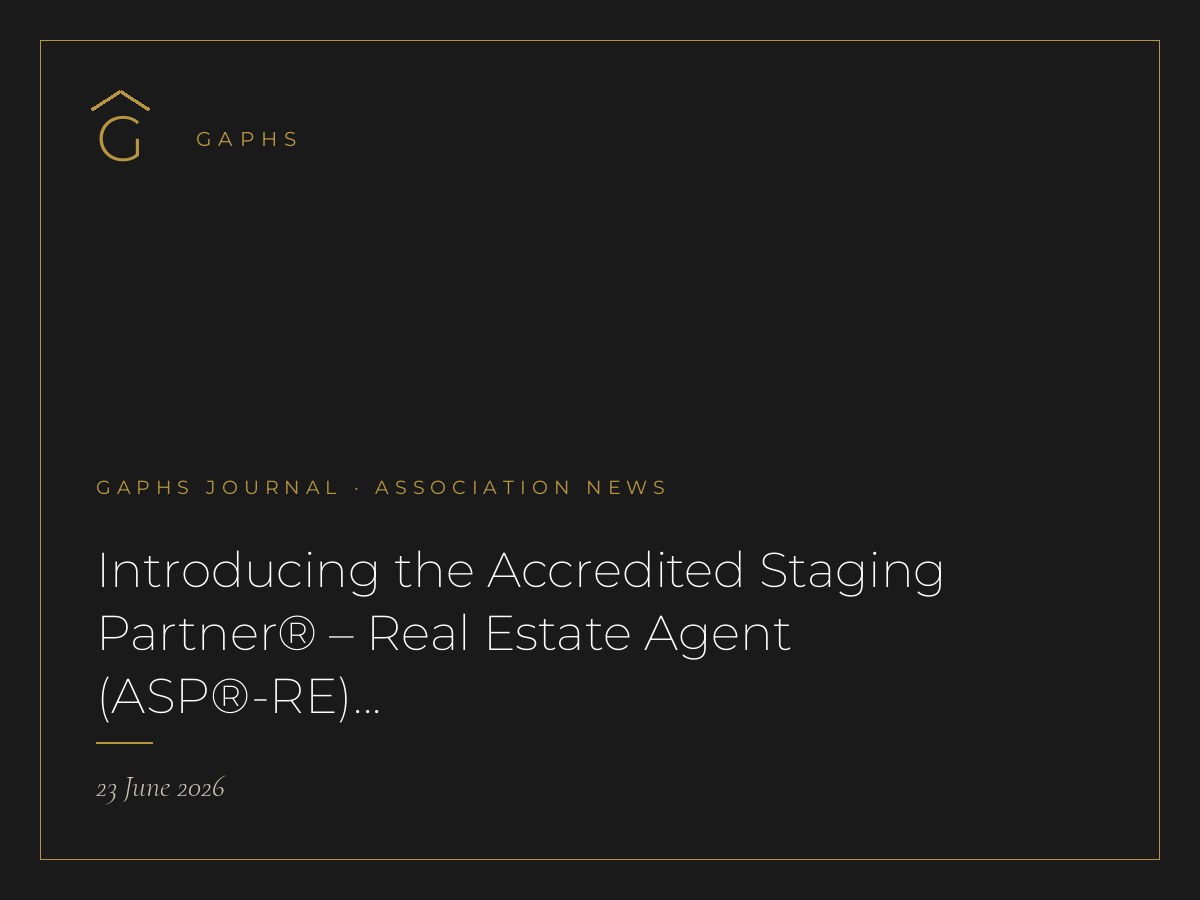 G
GAPHS
GAPHS JOURNAL · ASSOCIATION NEWS
Introducing the Accredited Staging
Partner® – Real Estate Agent
(ASP®-RE)...
23 June 2026